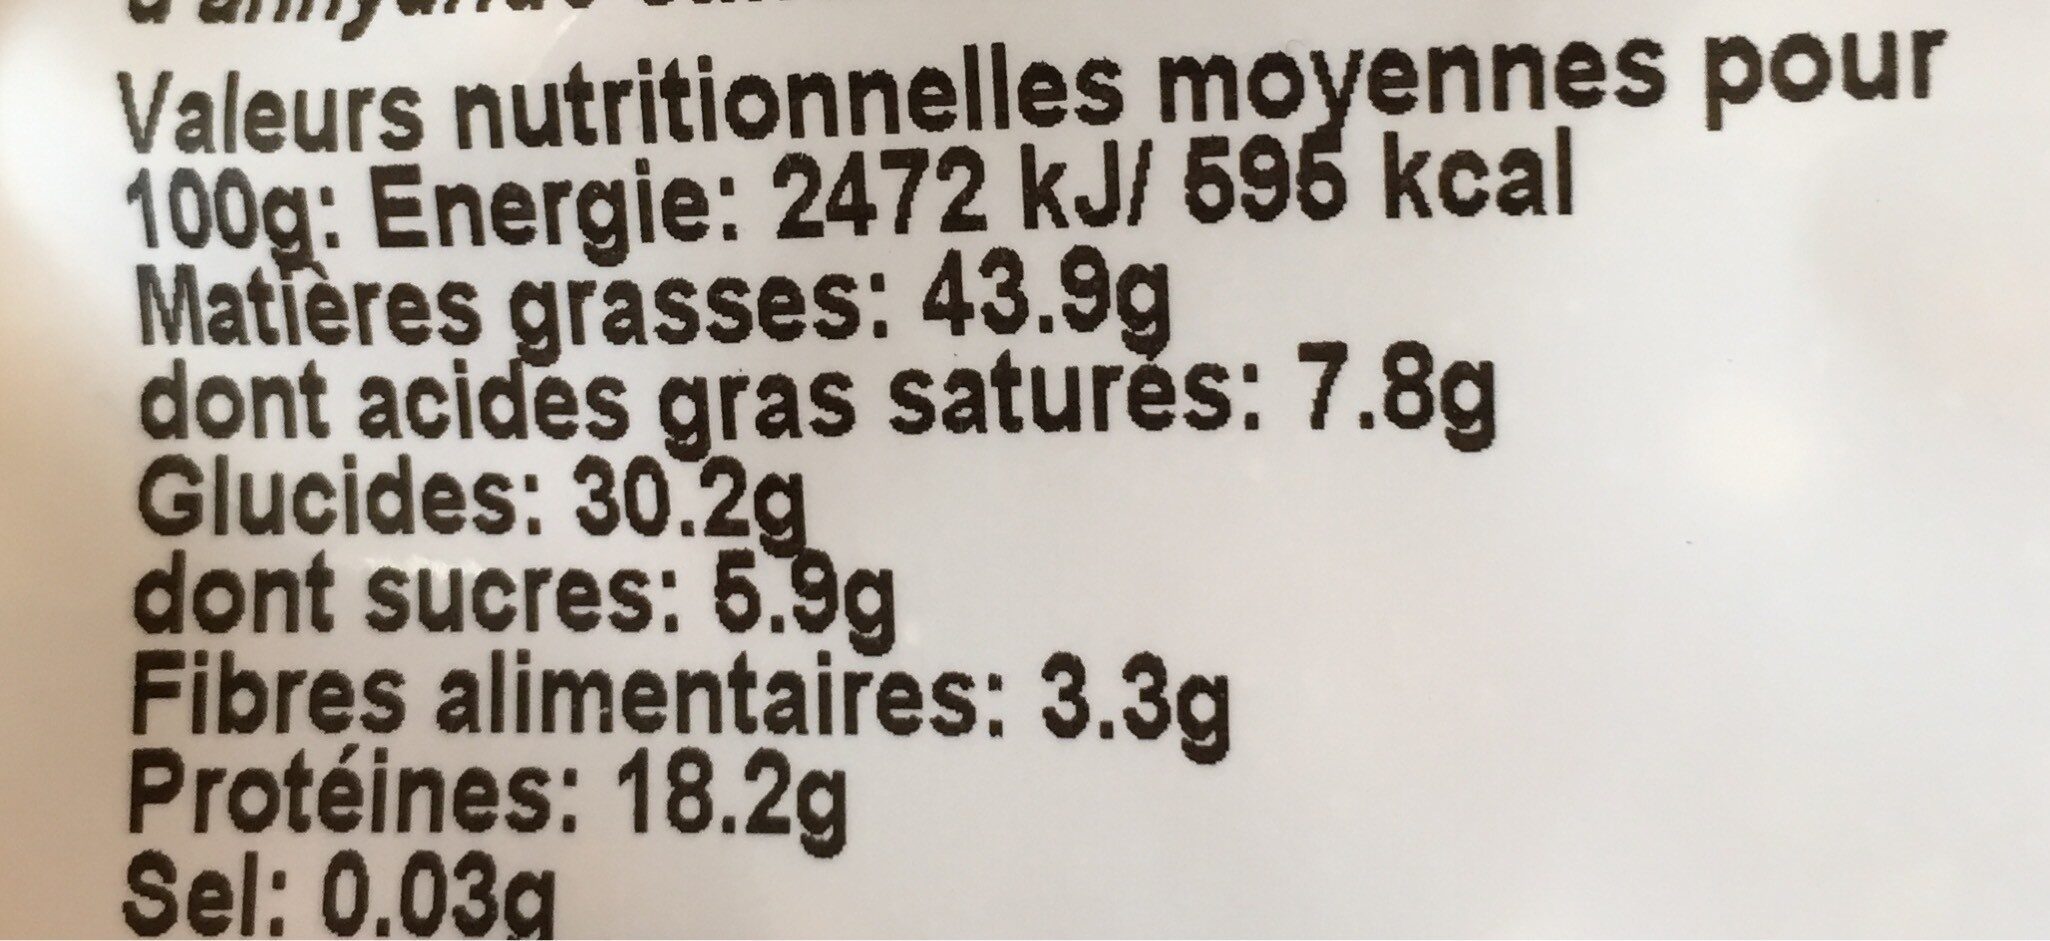 Valeurs nutritionnelles moyennes pour
100g: Energie: 2472 kJ/ 595 kcal
Matières grasses: 43.9g
dont acides gras saturés: 7.8g
Glucides: 30.2g
dont sucres: 5.9g
Fibres alimentaires: 3.3g
Protéines: 18.2g
Sel: 0.03g